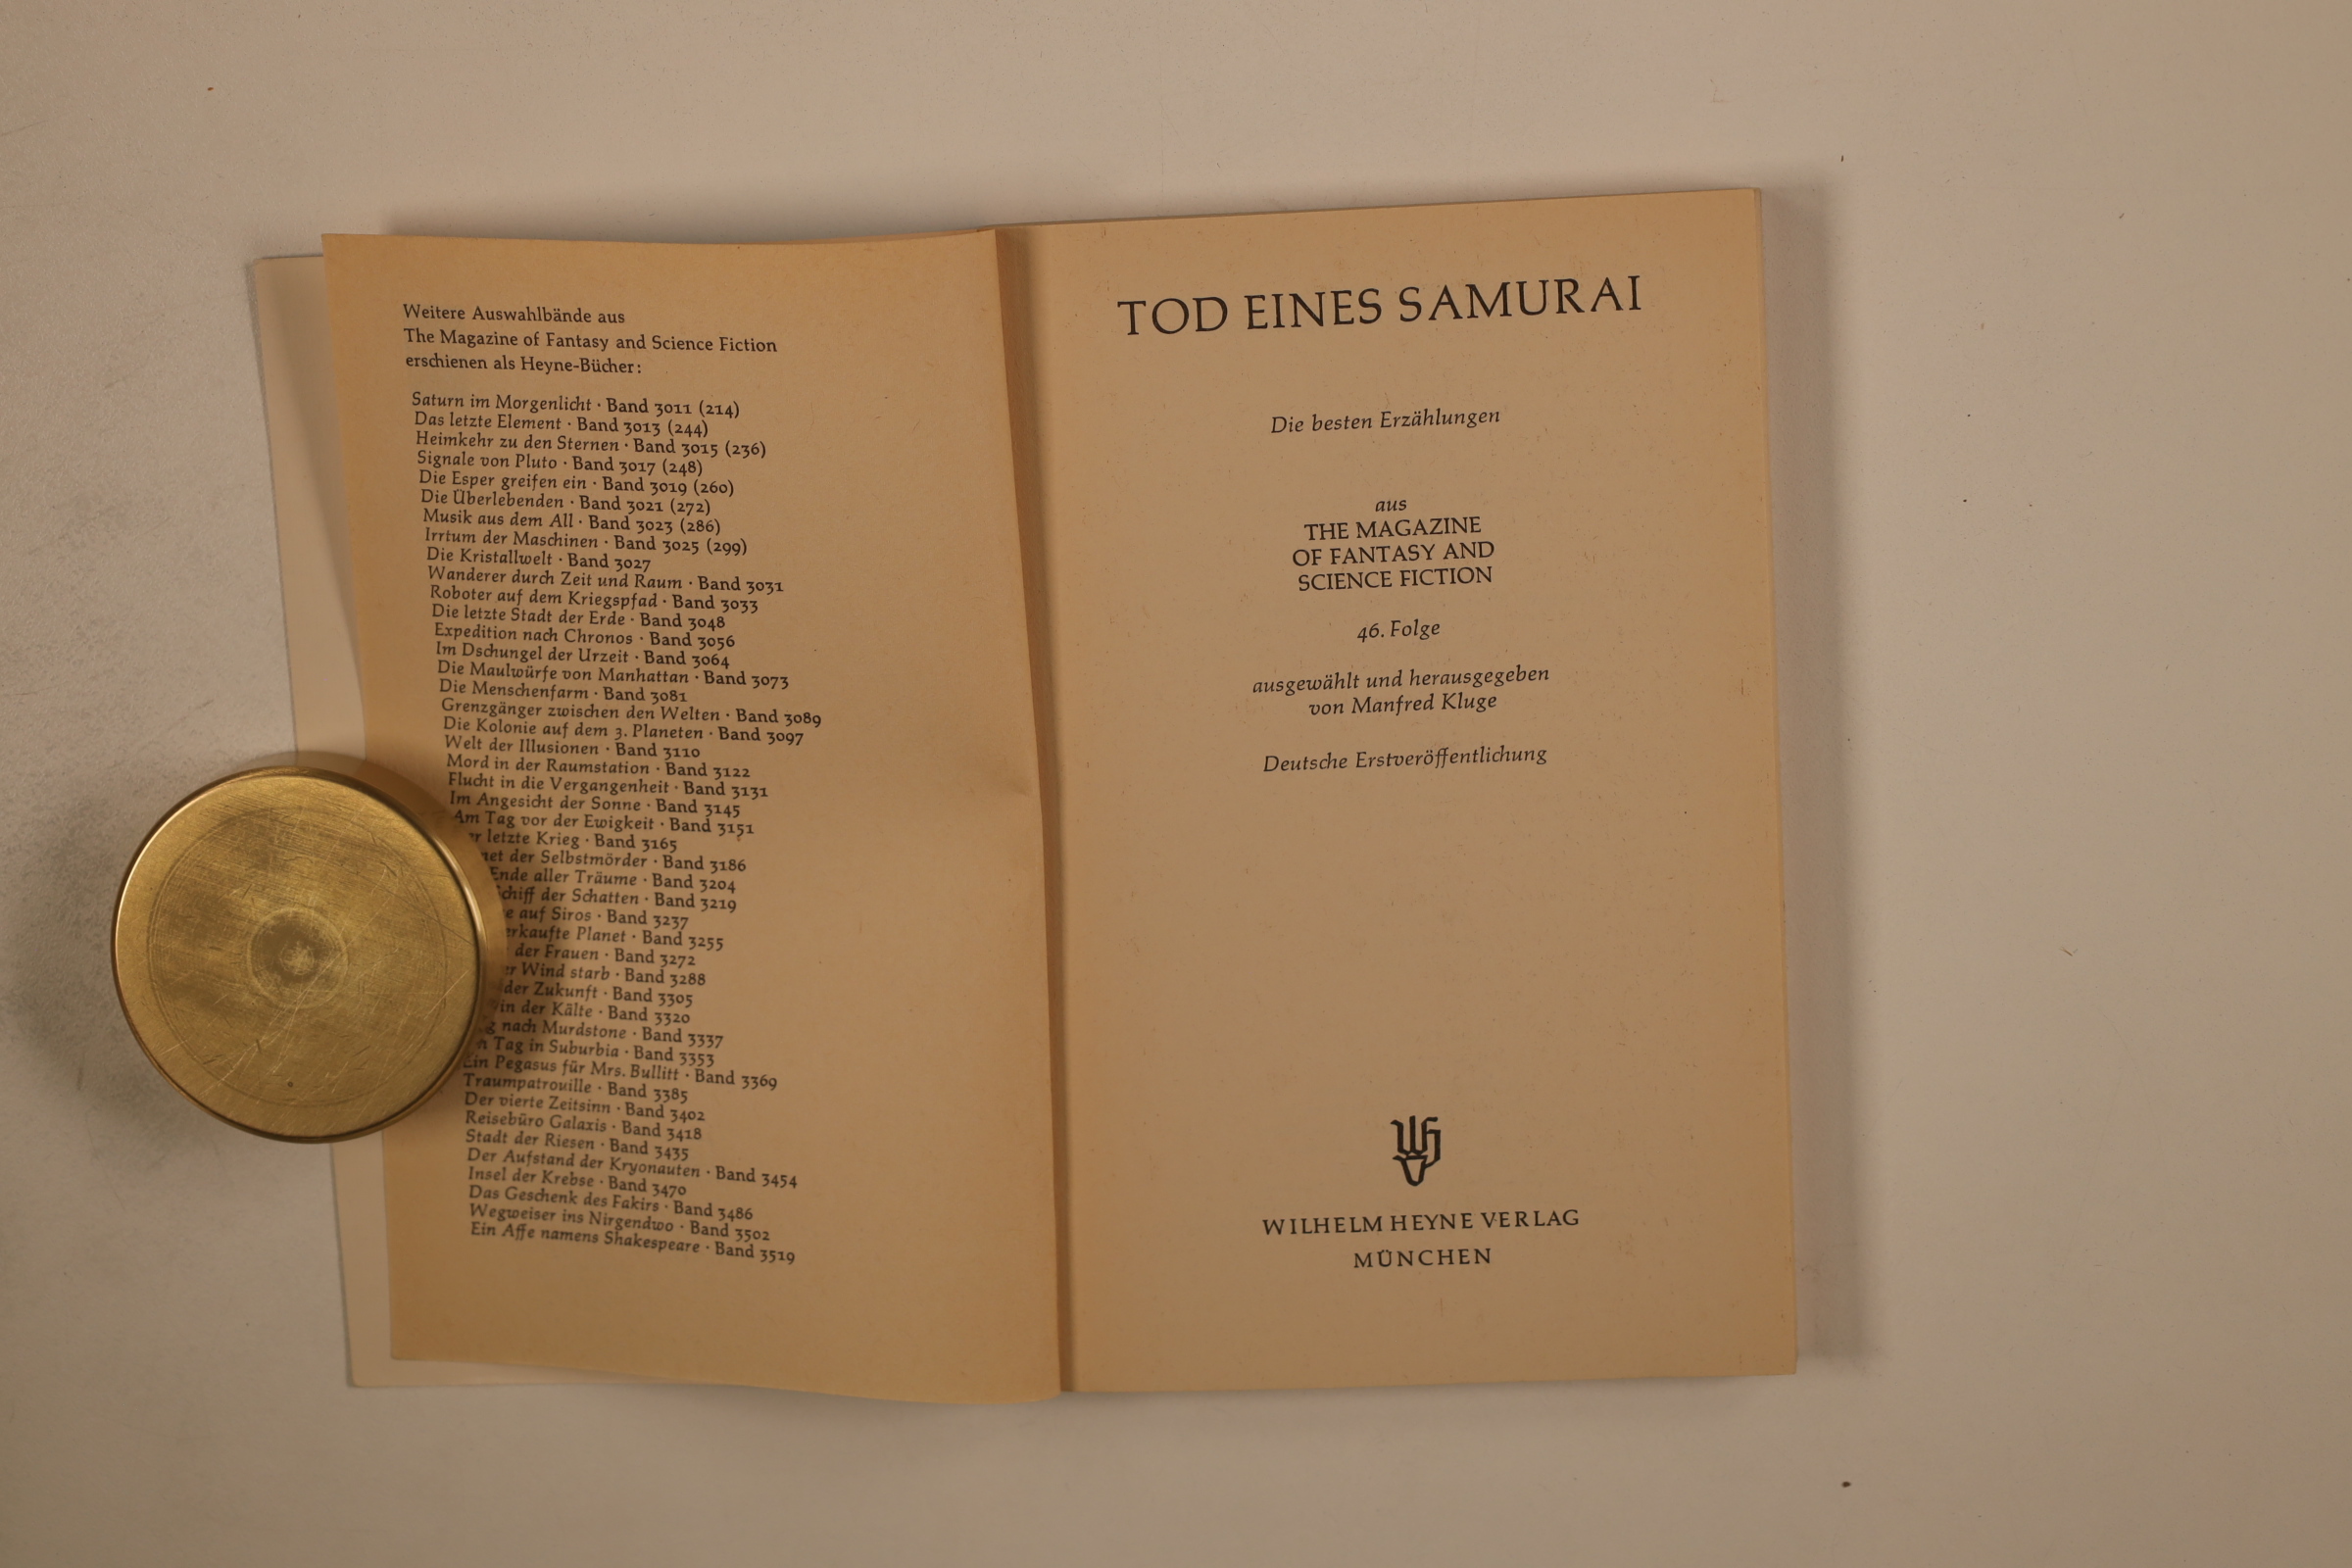 Weitere Auswahlbände aus
The Magazine of Fantasy and Science Fiction
erschienen als Heyne-Bücher:
Saturn im Morgenlicht · Band 3011 (214)
Das letzte Element · Band 3013 (244)
Heimkehr zu den Sternen · Band 3015 (236)
Signale von Pluto · Band 3017 (248)
Die Esper greifen ein · Band 3019 (260)
Die Überlebenden · Band 3021 (272)
Musik aus dem All · Band 3023 (286)
Irrtum der Maschinen · Band 3025 (299)
Die Kristallwelt · Band 3027
Wanderer durch Zeit und Raum · Band 3031
Roboter auf dem Kriegspfad · Band 3033
Die letzte Stadt der Erde · Band 3048
Expedition nach Chronos · Band 3056
Im Dschungel der Urzeit · Band 3064
Die Maulwürfe von Manhattan · Band 3073
Die Menschenfarm · Band 3081
Grenzgänger zwischen den Welten · Band 3089
Die Kolonie auf dem 3. Planeten · Band 3097
Welt der Illusionen · Band 3110
Mord in der Raumstation · Band 3122
Flucht in die Vergangenheit · Band 3131
Im Angesicht der Sonne · Band 3145
Am Tag vor der Ewigkeit · Band 3151
letzte Krieg · Band 3165
der Selbstmörder · Band 3186
Ende aller Träume · Band 3204
der Schatten · Band 3219
auf Siros · Band 3237
Planet · Band 3255
der Frauen · Band 3272
Wind starb · Band 3288
der Zukunft · Band 3305
in der Kälte · Band 3320
nach Murdstone · Band 3337
Tag in Suburbia · Band 3353
Ein Pegasus für Mrs. Bullitt · Band 3369
Traumpatrouille · Band 3385
Der vierte Zeitsinn · Band 3402
Reisebüro Galaxis · Band 3418
Stadt der Riesen · Band 3435
Der Aufstand der Kryonauten · Band 3454
Insel der Krebse · Band 3470
Das Geschenk des Fakirs · Band 3486
Wegweiser ins Nirgendwo · Band 3502
Ein Affe namens Shakespeare · Band 3519
TOD EINES SAMURAI
Die besten Erzählungen
aus
THE MAGAZINE
OF FANTASY AND
SCIENCE FICTION
46. Folge
ausgewählt und herausgegeben
von Manfred Kluge
Deutsche Erstveröffentlichung
WILHELM HEYNE VERLAG
MÜNCHEN